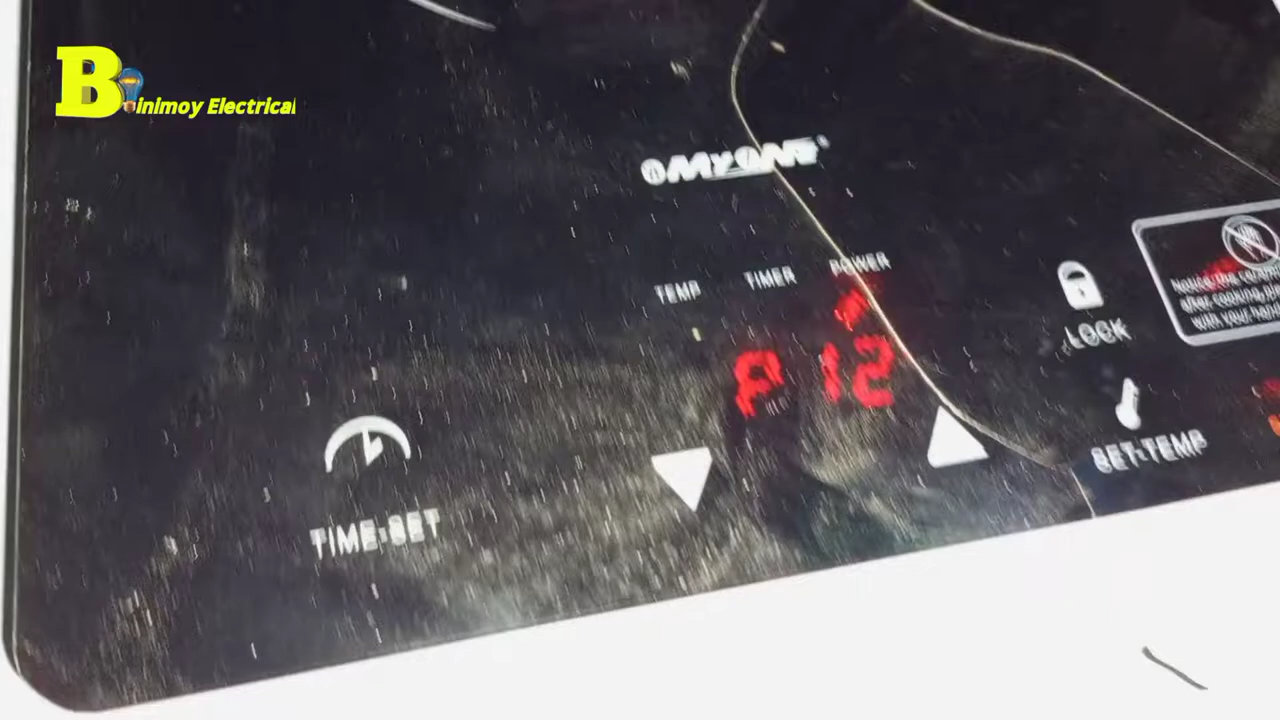 Binimoy Electrical
MYONE
TEMP
TIMER
POWER
P 12
LOCK
TIME:SET
SET-TEMP